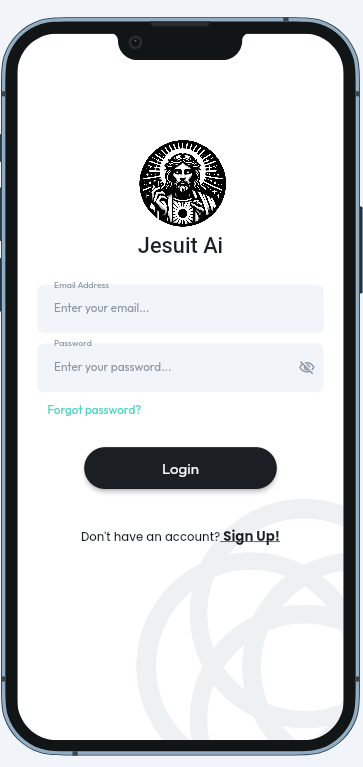 Jesuit Ai
Email Address
Enter your email...
Password
Enter your password...
Forgot password?
Login
Don't have an account? Sign Up!